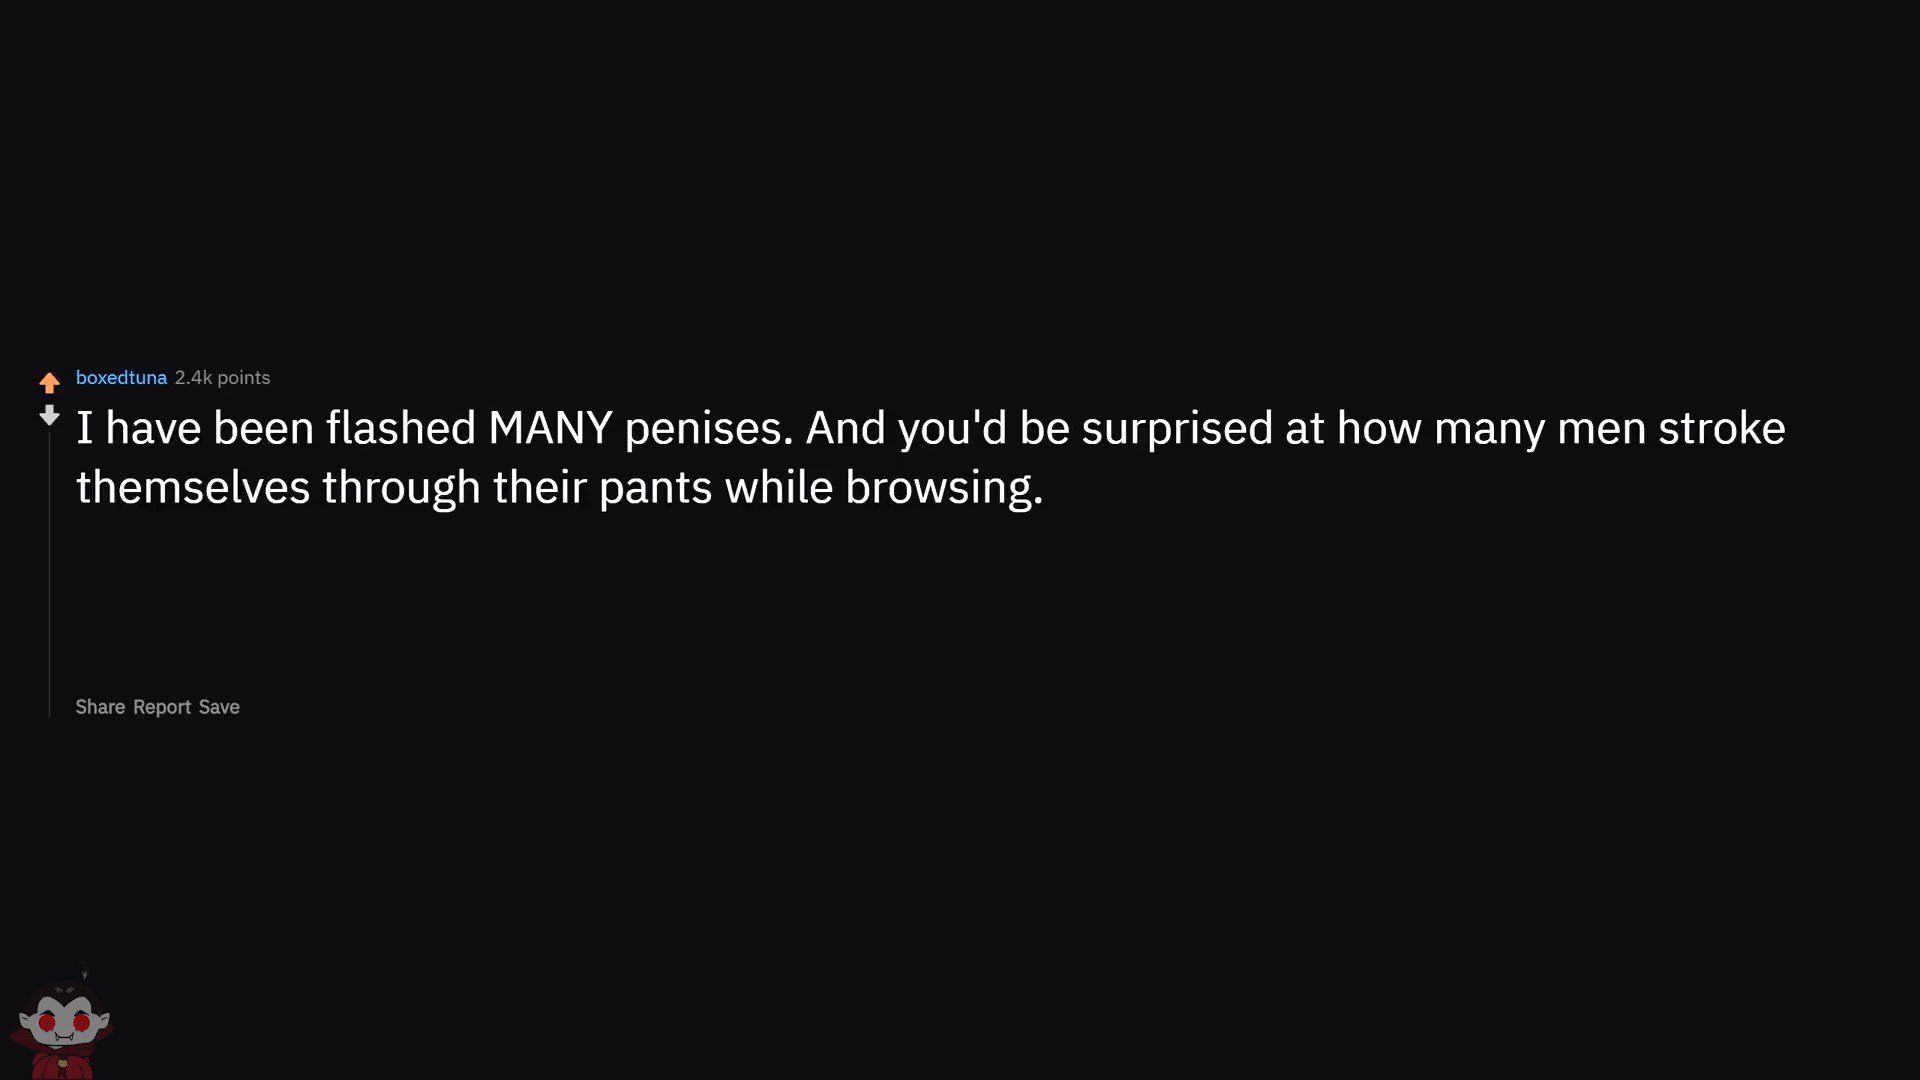 boxedtuna 2.4k points
I have been flashed MANY penises. And you'd be surprised at how many men stroke
themselves through their pants while browsing.
Share Report Save